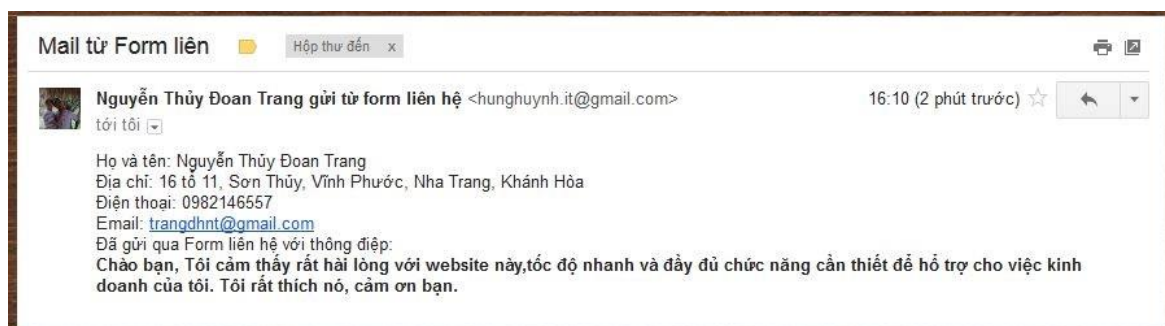 Mail từ Form liên Hộp thư đến x
Nguyễn Thủy Đoan Trang gửi từ form liên hệ <hunghuynh.it@gmail.com> 16:10 (2 phút trước)
tới tôi
Họ và tên: Nguyễn Thủy Đoan Trang
Địa chỉ: 16 tổ 11, Sơn Thủy, Vĩnh Phước, Nha Trang, Khánh Hòa
Điện thoại: 0982146557
Email: trangdhnt@gmail.com
Đã gửi qua Form liên hệ với thông điệp:
Chào bạn, Tôi cảm thấy rất hài lòng với website này,tốc độ nhanh và đầy đủ chức năng cần thiết để hổ trợ cho việc kinh
doanh của tôi. Tôi rất thích nó, cảm ơn bạn.